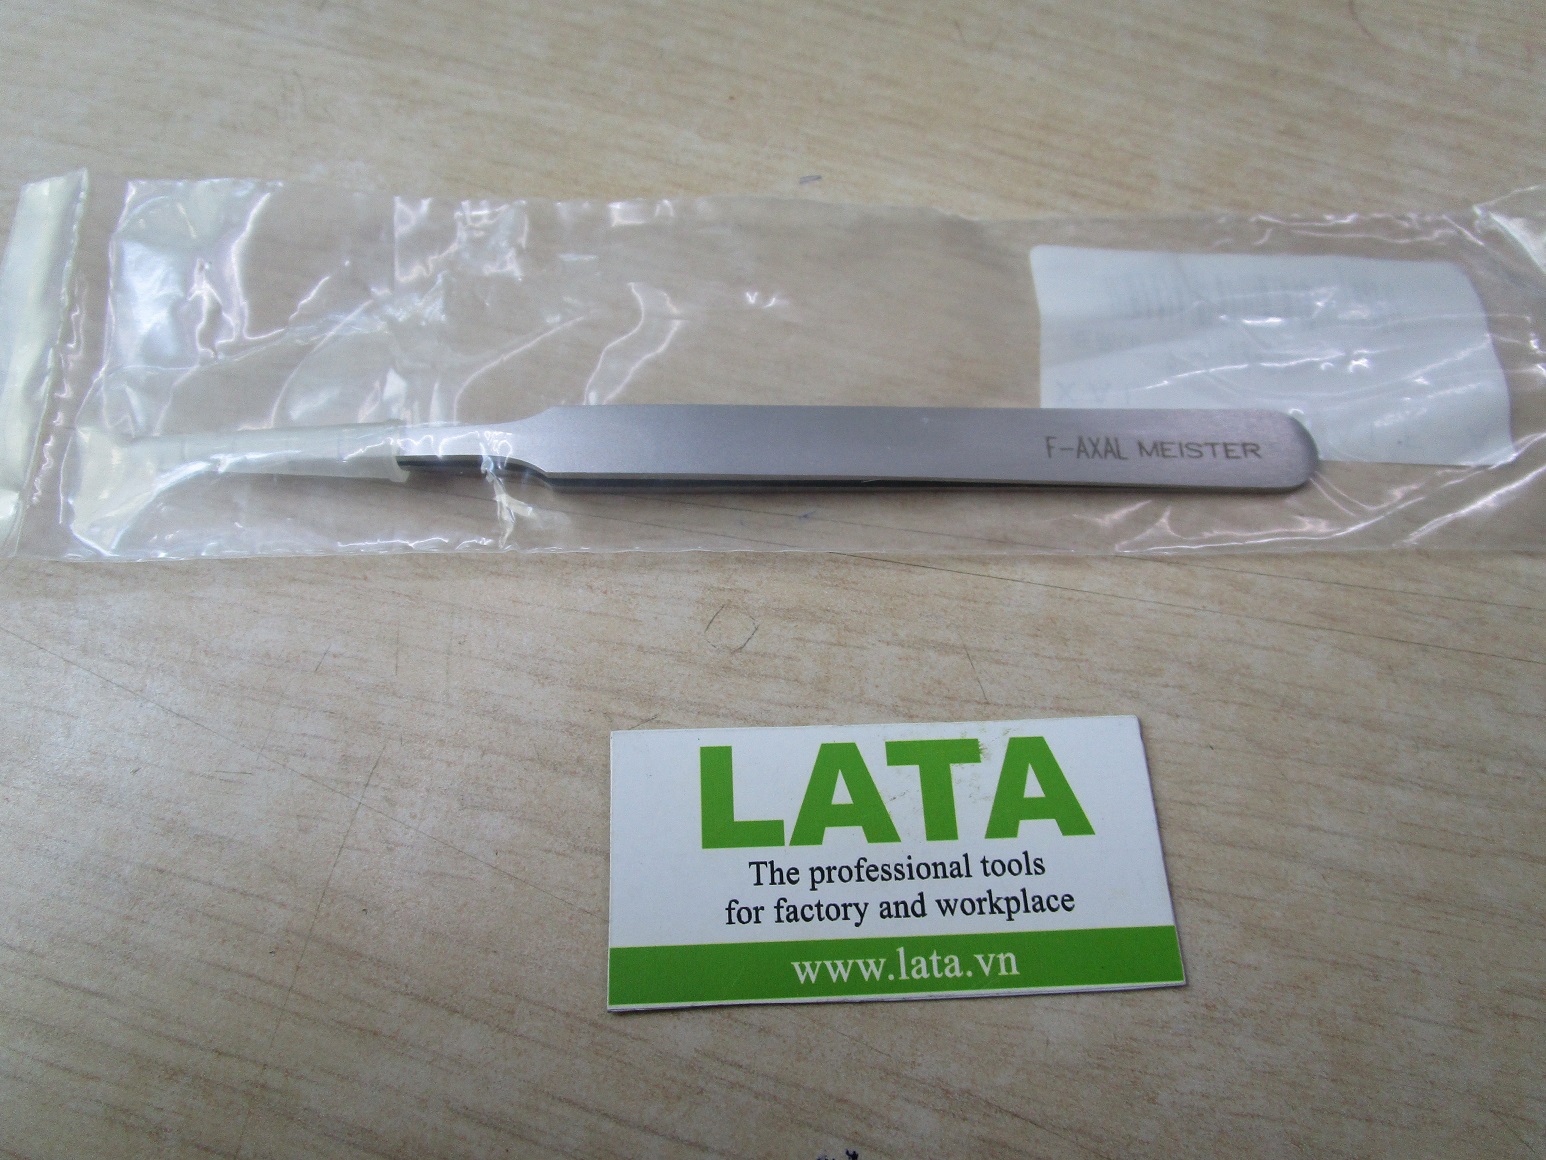 F-AXAL MEISTER
LATA
The professional tools
for factory and workplace
www.lata.vn